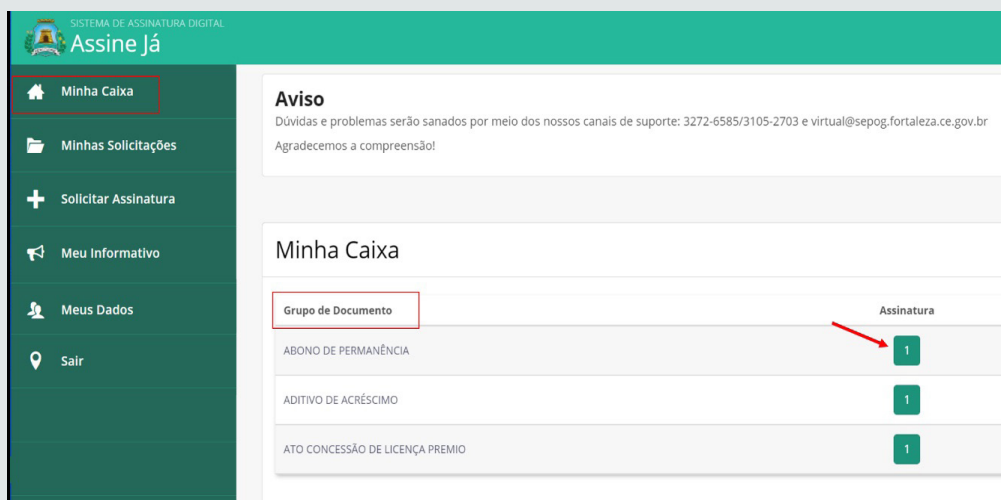 SISTEMA DE ASSINATURA DIGITAL
Assine Já
Minha Caixa
Minhas Solicitações
Solicitar Assinatura
Meu Informativo
Meus Dados
Sair
Aviso
Dúvidas e problemas serão sanados por meio dos nossos canais de suporte: 3272-6585/3105-2703 e virtual@sepog.fortaleza.ce.gov.br
Agradecemos a compreensão!
Minha Caixa
Grupo de Documento Assinatura
ABONO DE PERMANÊNCIA 1
ADITIVO DE ACRÉSCIMO 1
ATO CONCESSÃO DE LICENÇA PREMIO 1